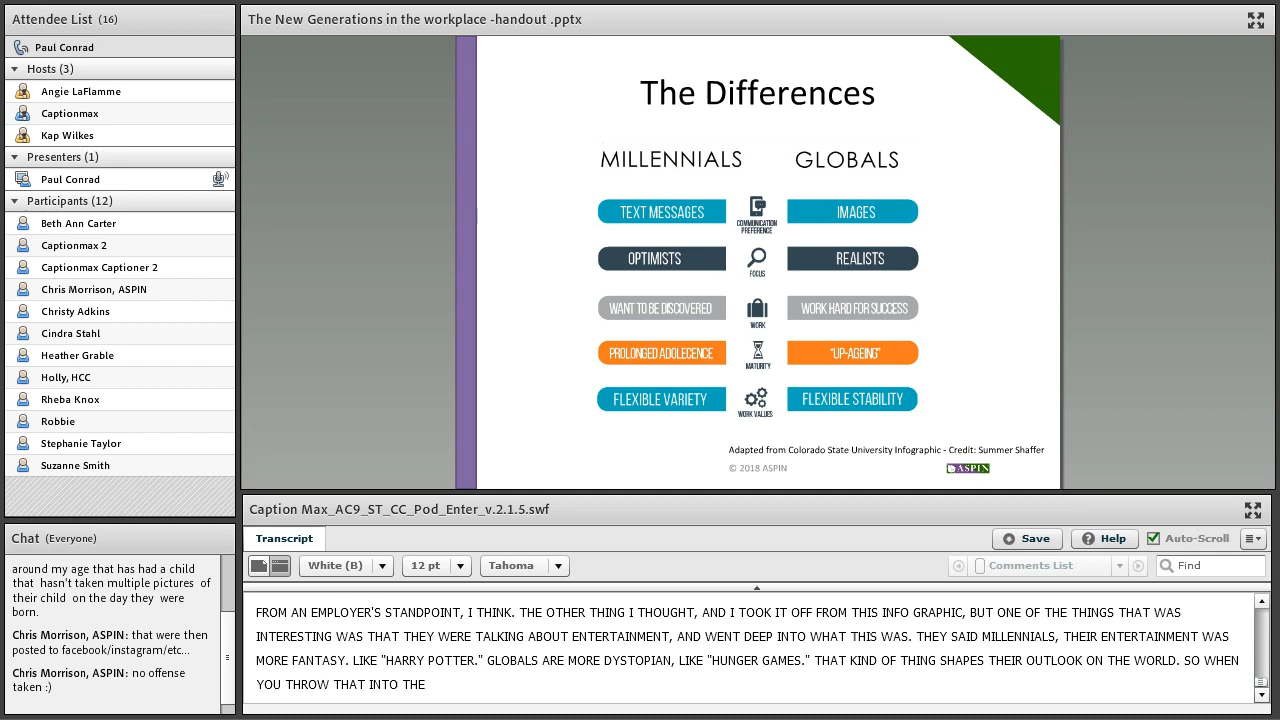 Attendee List (16)
Paul Conrad
Hosts (3)
Angie LaFlamme
Captionmax
Kap Wilkes
Presenters (1)
Paul Conrad
Participants (12)
Beth Ann Carter
Captionmax 2
Captionmax Captioner 2
Chris Morrison, ASPIN
Christy Adkins
Cindra Stahl
Heather Grable
Holly, HCC
Rheba Knox
Robbie
Stephanie Taylor
Suzanne Smith
Chat (Everyone)
around my age that has had a child
that hasn't taken multiple pictures of
their child on the day they were
born.
Chris Morrison, ASPIN: that were then
posted to facebook/instagram/etc...
Chris Morrison, ASPIN: no offense
taken :)
The New Generations in the workplace -handout .pptx
The Differences
MILLENNIALS GLOBALS
TEXT MESSAGES IMAGES
COMMUNICATION
PREFERENCE
OPTIMISTS REALISTS
FOCUS
WANT TO BE DISCOVERED WORK HARD FOR SUCCESS
WORK
PROLONGED ADOLECENCE "UP-AGEING"
MATURITY
FLEXIBLE VARIETY FLEXIBLE STABILITY
WORK VALUES
Adapted from Colorado State University Infographic - Credit: Summer Shaffer
© 2018 ASPIN ASPIN
Caption Max_AC9_ST_CC_Pod_Enter_v.2.1.5.swf
Transcript Save Help Auto-Scroll
White (B) 12 pt Tahoma Comments List Find
FROM AN EMPLOYER'S STANDPOINT, I THINK. THE OTHER THING I THOUGHT, AND I TOOK IT OFF FROM THIS INFO GRAPHIC, BUT ONE OF THE THINGS THAT WAS
INTERESTING WAS THAT THEY WERE TALKING ABOUT ENTERTAINMENT, AND WENT DEEP INTO WHAT THIS WAS. THEY SAID MILLENNIALS, THEIR ENTERTAINMENT WAS
MORE FANTASY. LIKE "HARRY POTTER." GLOBALS ARE MORE DYSTOPIAN, LIKE "HUNGER GAMES." THAT KIND OF THING SHAPES THEIR OUTLOOK ON THE WORLD. SO WHEN
YOU THROW THAT INTO THE